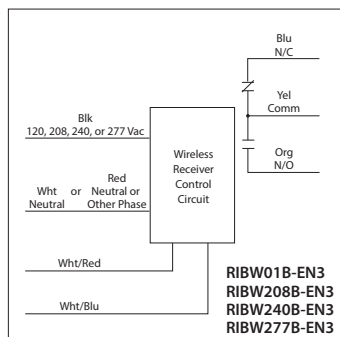 Blu
N/C
Yel
Comm
Org
N/O
Blk
120, 208, 240, or 277 Vac
Wireless
Receiver
Control
Circuit
Red
Wht or Neutral or
Neutral Other Phase
Wht/Red
Wht/Blu
RIBW01B-EN3
RIBW208B-EN3
RIBW240B-EN3
RIBW277B-EN3